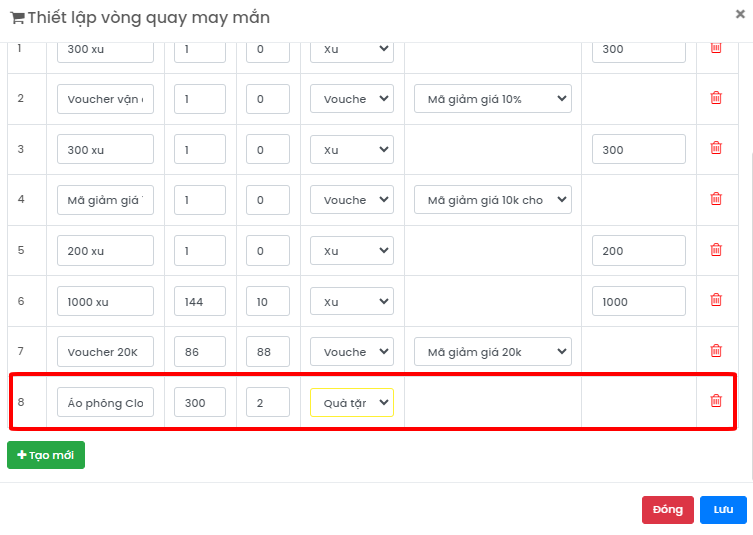 Thiết lập vòng quay may mắn
1 300 xu 1 0 Xu 300
2 Voucher vận 1 0 Vouche Mã giảm giá 10%
3 300 xu 1 0 Xu 300
4 Mã giảm giá 1 0 Vouche Mã giảm giá 10k cho
5 200 xu 1 0 Xu 200
6 1000 xu 144 10 Xu 1000
7 Voucher 20K 86 88 Vouche Mã giảm giá 20k
8 Áo phông Clo 300 2 Quà tặn
Tạo mới
Đóng Lưu